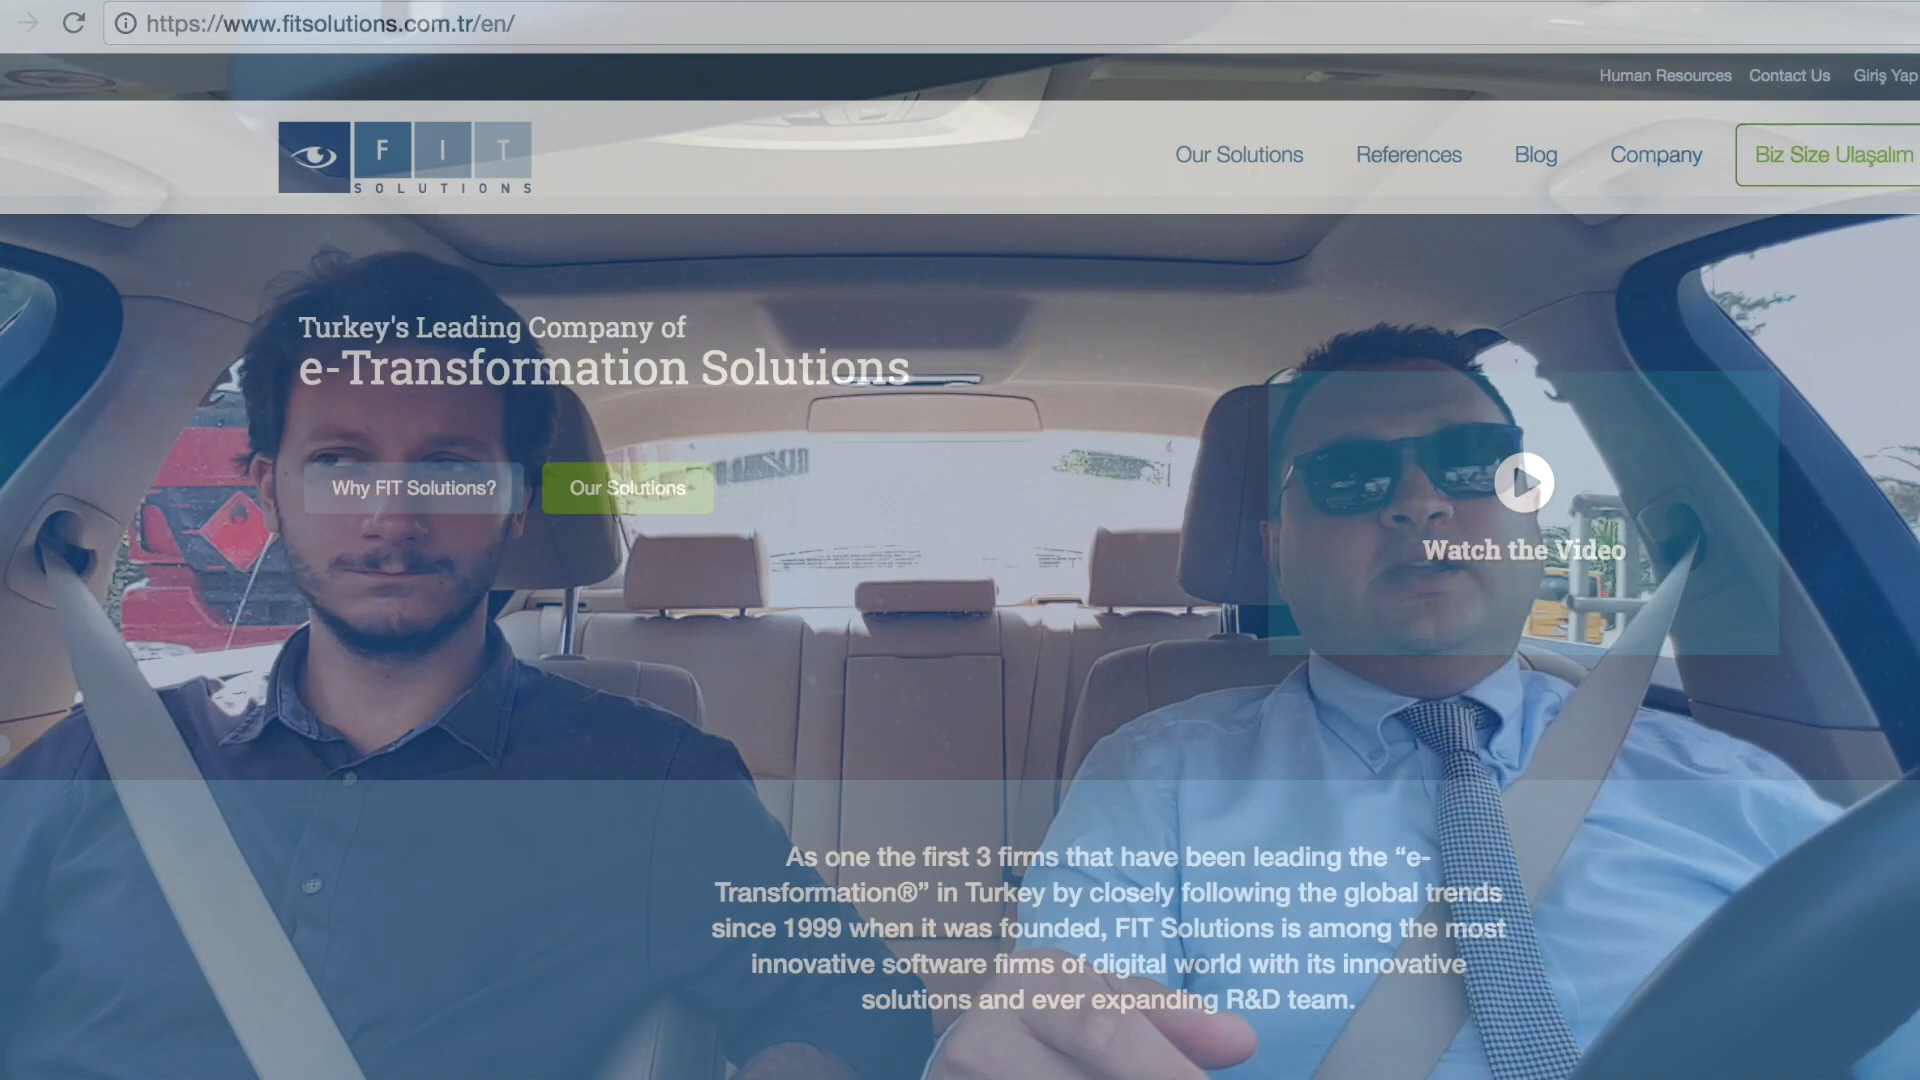 https://www.fitsolutions.com.tr/en/
Human Resources Contact Us Giriş Yap
FIT
SOLUTIONS
Our Solutions References Blog Company Biz Size Ulaşalım
Turkey's Leading Company of
e-Transformation Solutions
Why FIT Solutions? Our Solutions
Watch the Video
As one the first 3 firms that have been leading the “e-
Transformation®” in Turkey by closely following the global trends
since 1999 when it was founded, FIT Solutions is among the most
innovative software firms of digital world with its innovative
solutions and ever expanding R&D team.